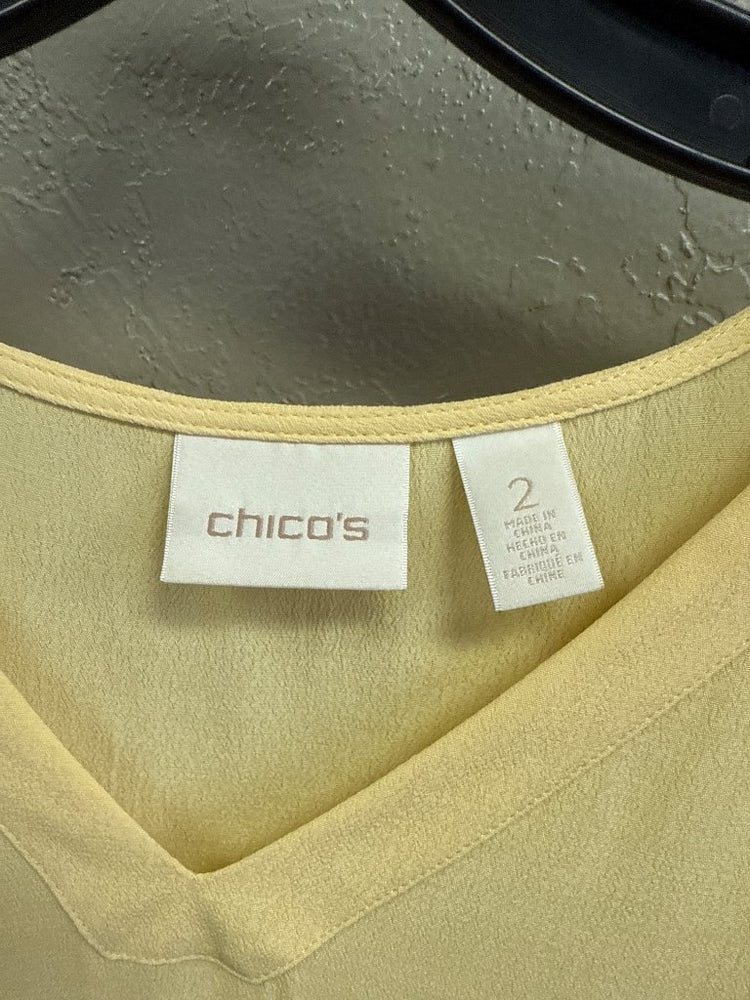 chico's
2
MADE IN
CHINA
HECHO EN
CHINA
FABRIQUÉ EN
CHINE